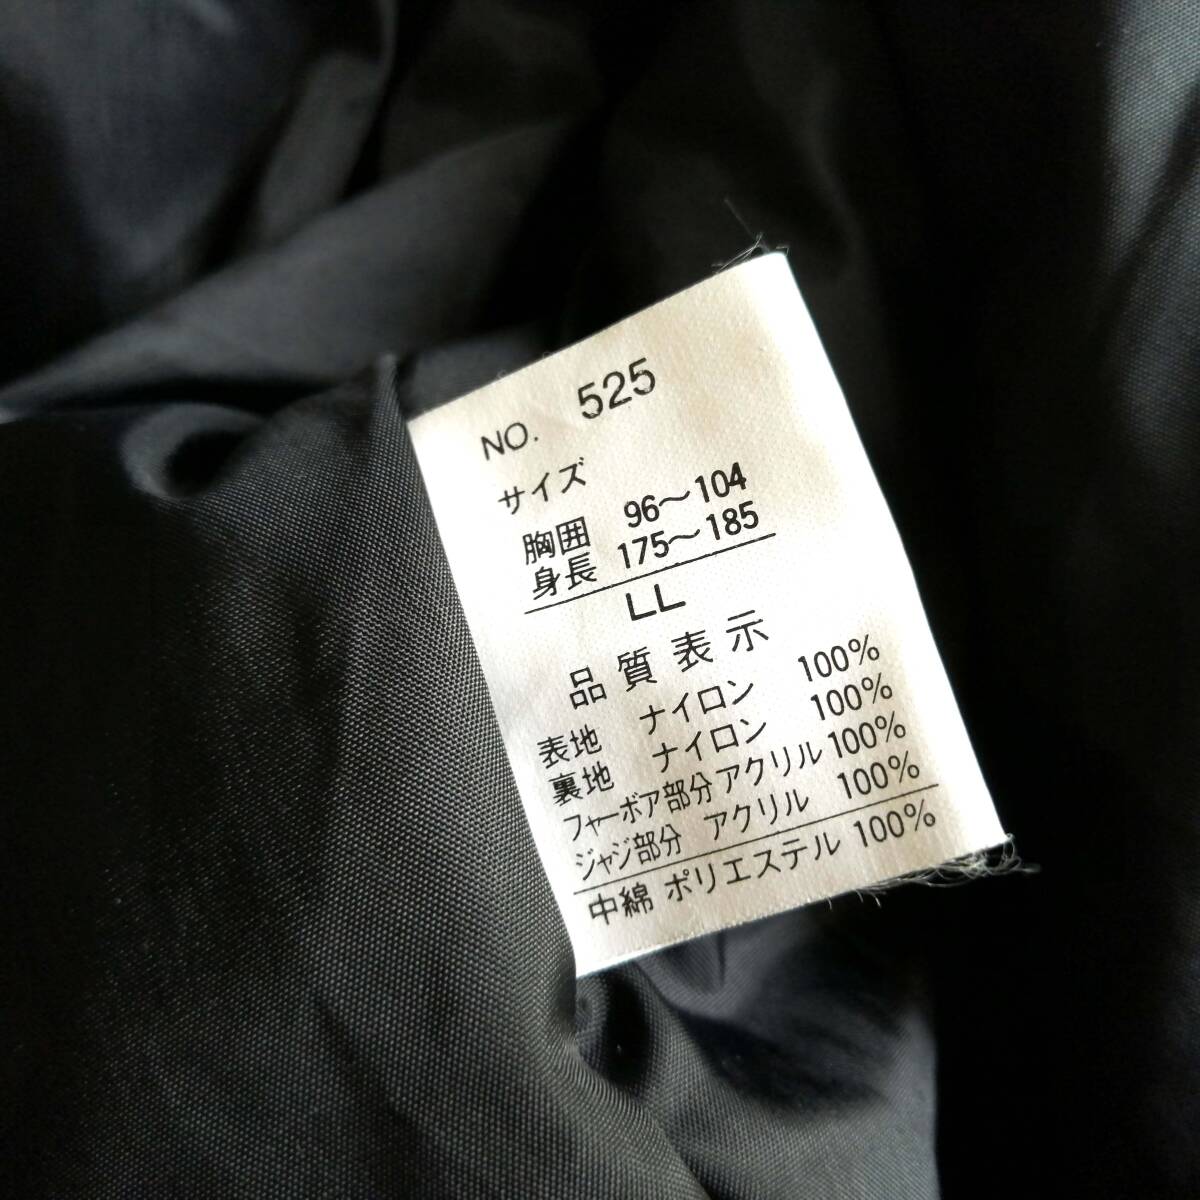 NO. 525
サイズ
胸囲 96～104
身長 175～185
LL
品質表示
表地 ナイロン 100%
裏地 ナイロン 100%
ファーボア部分 アクリル 100%
ジャジ部分 アクリル 100%
中綿 ポリエステル 100%